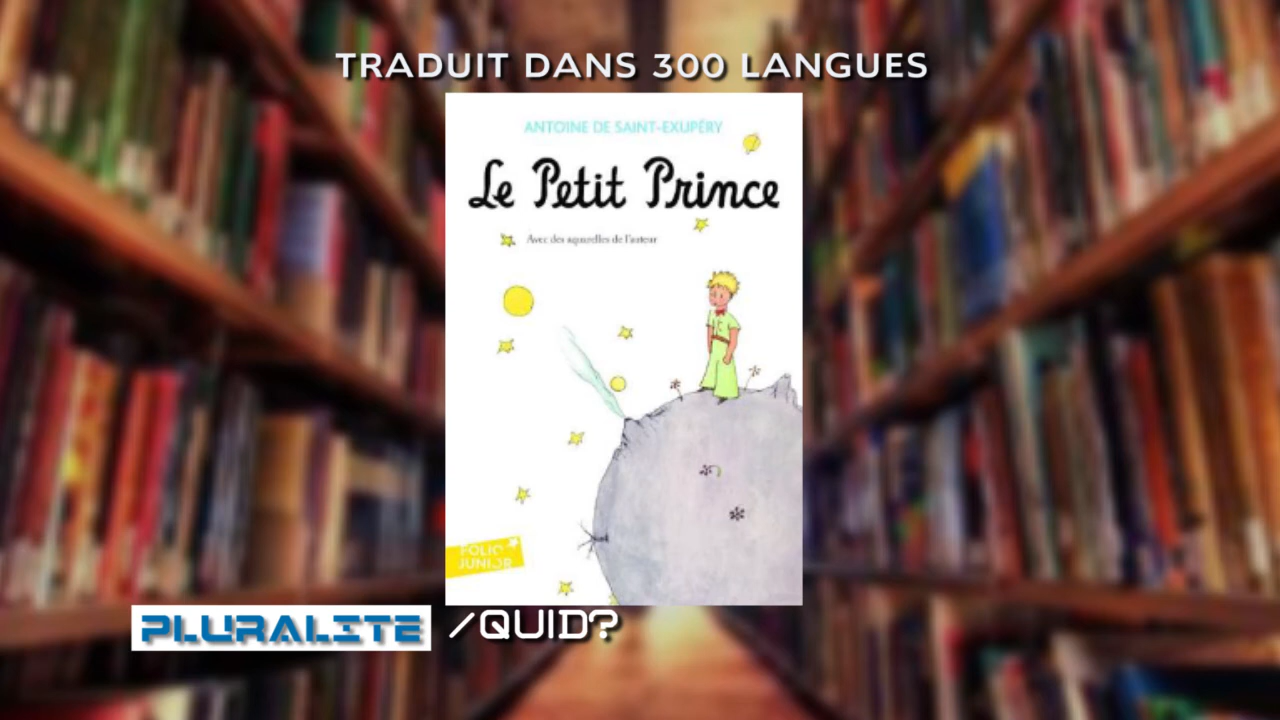 TRADUIT DANS 300 LANGUES
ANTOINE DE SAINT-EXUPÉRY
Le Petit Prince
Avec des aquarelles de l'auteur
FOLIO
JUNIOR
PLURALITE /QUID?